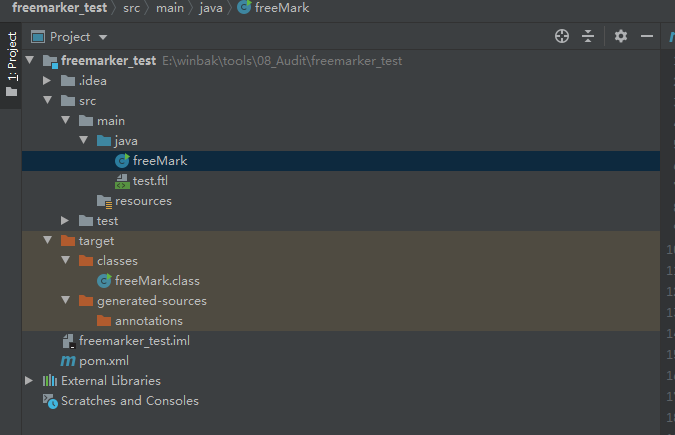 freemarker_test 〉 src 〉 main 〉 java 〉 freeMark
1: Project
Project
freemarker_test E:\winbak\tools\08_Audit\freemarker_test
.idea
src
main
java
freeMark
test.ftl
resources
test
target
classes
freeMark.class
generated-sources
annotations
freemarker_test.iml
pom.xml
External Libraries
Scratches and Consoles